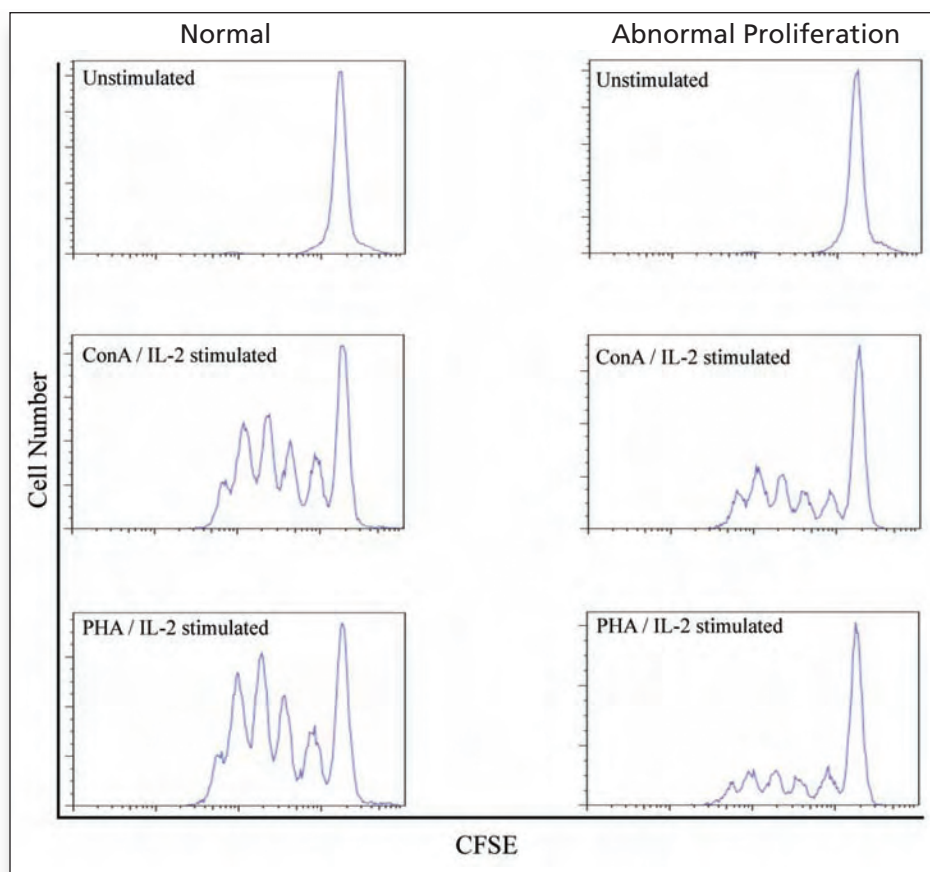 Normal
Abnormal Proliferation
Unstimulated
Unstimulated
ConA / IL-2 stimulated
ConA / IL-2 stimulated
Cell Number
PHA / IL-2 stimulated
PHA / IL-2 stimulated
CFSE